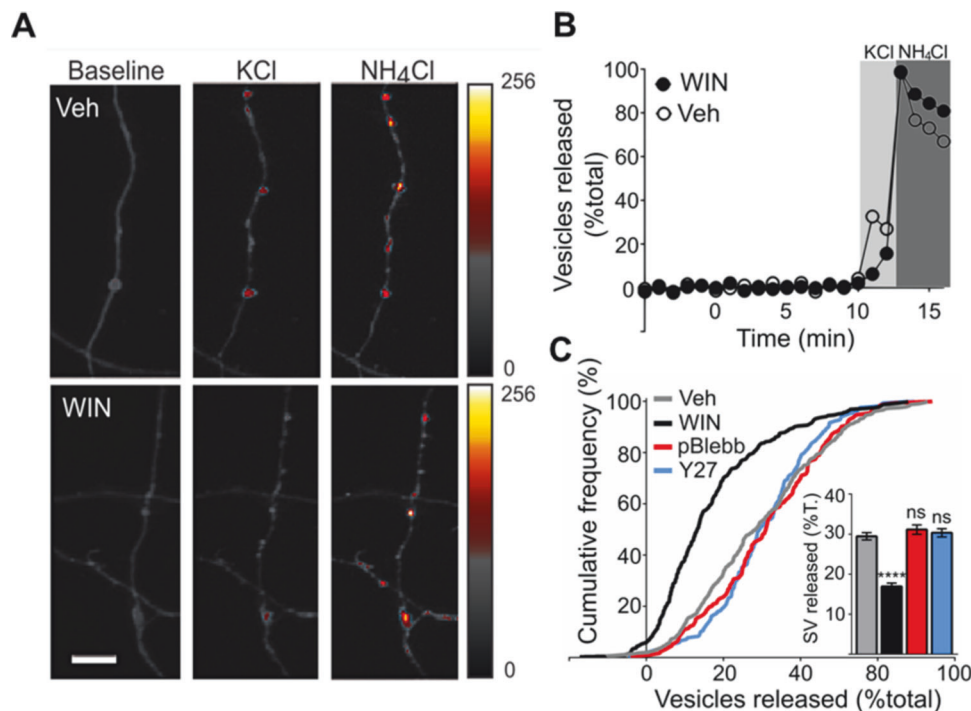 A
Baseline
KCl
NH₄Cl
Veh
256
0
WIN
256
0
B
KCl
NH₄Cl
WIN
Veh
Vesicles released
(%total)
100
80
60
40
20
0
0
5
10
15
Time (min)
C
Cumulative frequency (%)
100
80
60
40
20
Veh
WIN
pBlebb
Y27
SV released (%T.)
30
20
10
****
ns
ns
0
20
40
60
80
100
Vesicles released (%total)